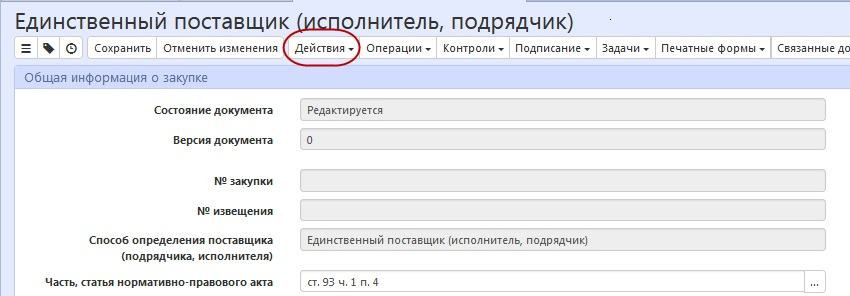 Единственный поставщик (исполнитель, подрядчик)
Сохранить Отменить изменения Действия Операции Контроли Подписание Задачи Печатные формы Связанные до
Общая информация о закупке
Состояние документа Редактируется
Версия документа 0
№ закупки
№ извещения
Способ определения поставщика Единственный поставщик (исполнитель, подрядчик)
(подрядчика, исполнителя)
Часть, статья нормативно-правового акта ст. 93 ч. 1 п. 4 ...